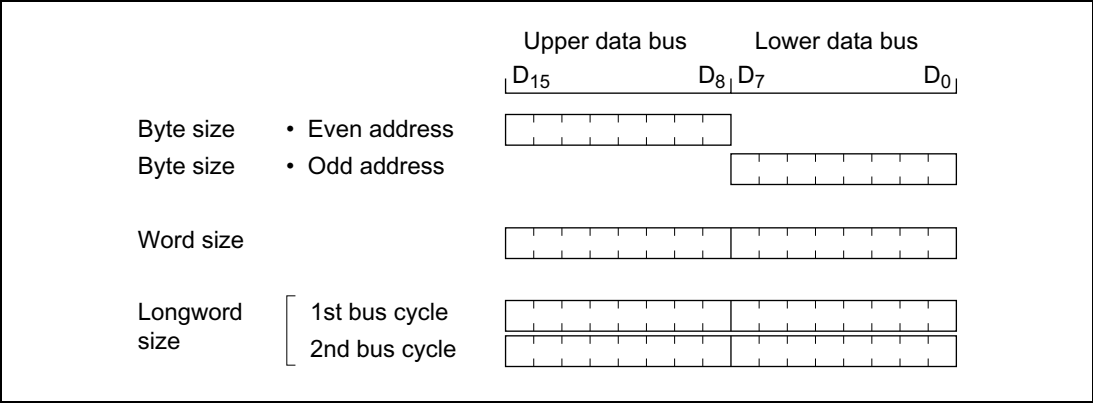 Upper data bus Lower data bus
D15 D8 D7 D0
Byte size • Even address
Byte size • Odd address
Word size
Longword size 1st bus cycle
2nd bus cycle